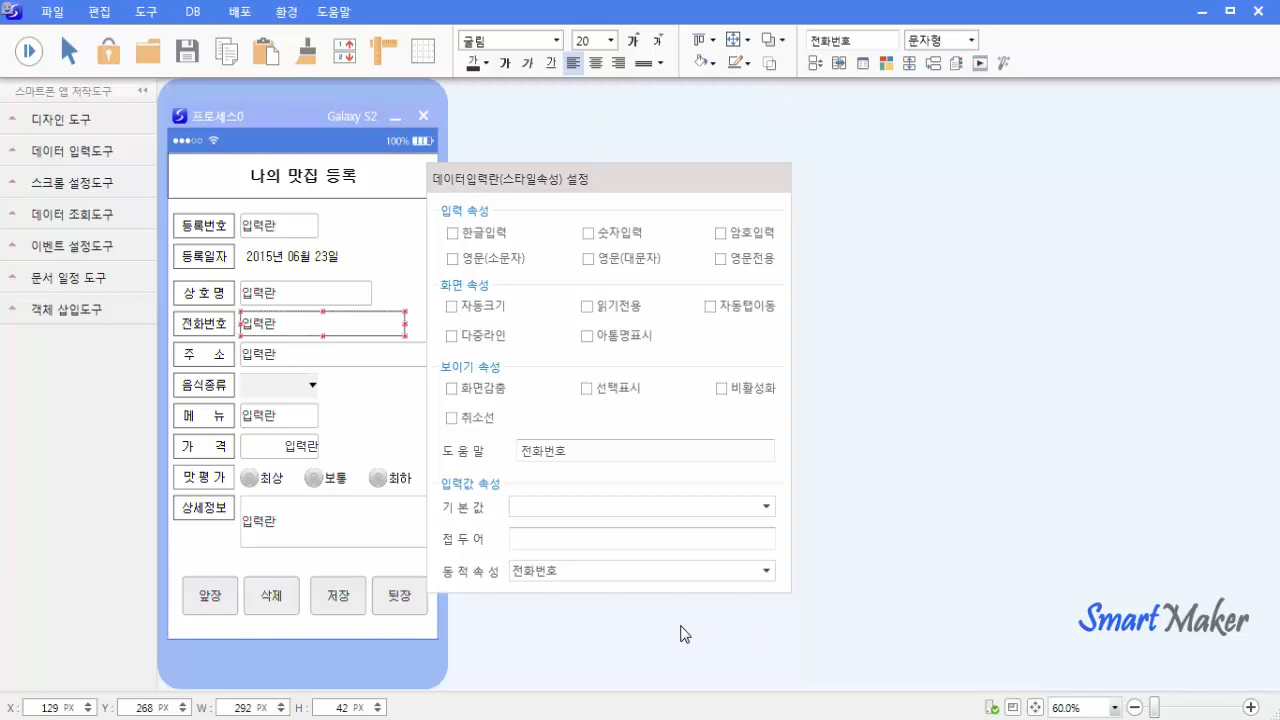 파일 편집 도구 DB 배포 환경 도움말
굴림 20 전화번호 문자형
가 가
가 가 가 가
스마트폰 앱 저작도구
디자인 도구
데이터 입력도구
스크롤 설정도구
데이터 조회도구
이벤트 설정도구
문서 일정 도구
객체 삽입도구
프로세스0 Galaxy S2
100%
나의 맛집 등록
등록번호 입력란
등록일자 2015년 06월 23일
상 호 명 입력란
전화번호 입력란
주 소 입력란
음식종류
메 뉴 입력란
가 격 입력란
맛 평 가 최상 보통 최하
상세정보 입력란
앞장 삭제 저장 뒷장
데이터입력란(스타일속성) 설정
입력 속성
한글입력 숫자입력 암호입력
영문(소문자) 영문(대문자) 영문전용
화면 속성
자동크기 읽기전용 자동탭이동
다중라인 아톰명표시
보이기 속성
화면감춤 선택표시 비활성화
취소선
도 움 말 전화번호
입력값 속성
기 본 값
접 두 어
동 적 속 성 전화번호
Smart Maker
X : 129 PX Y : 268 PX W : 292 PX H : 42 PX 60.0%